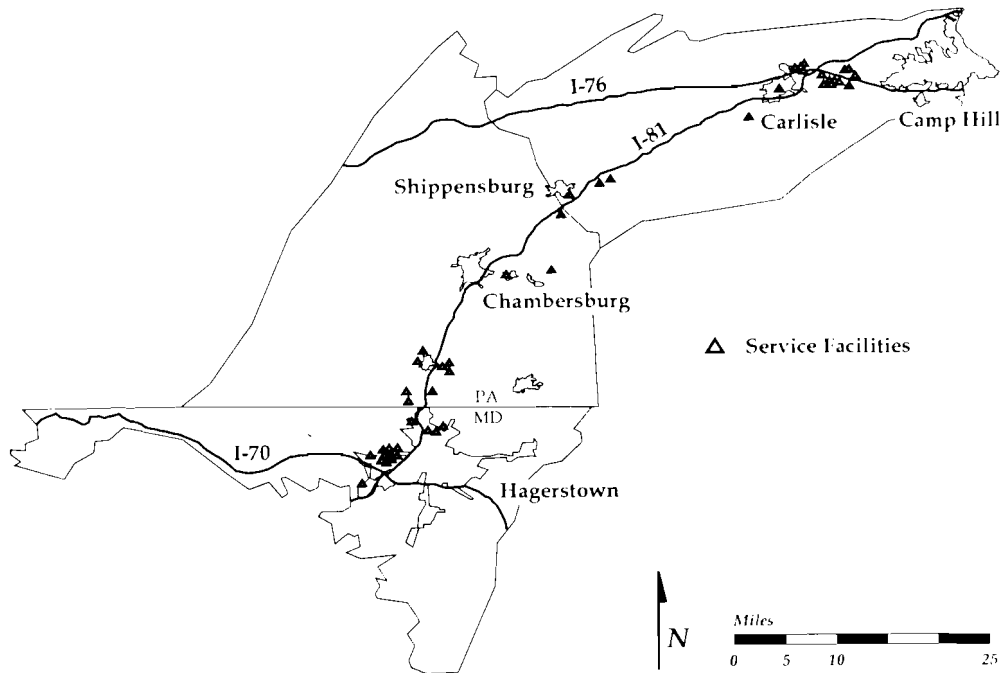 I-76
I-81
Carlisle
Camp Hill
Shippensburg
Chambersburg
Service Facilities
PA
MD
I-70
Hagerstown
N
Miles
0 5 10 25